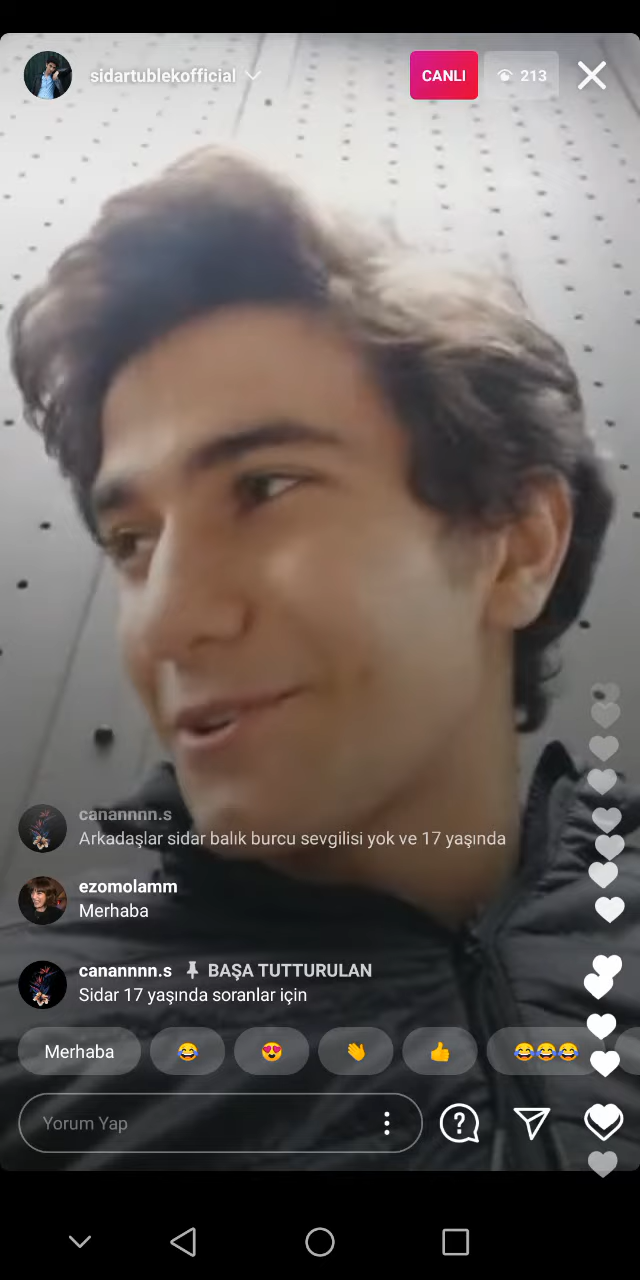 sidartublekofficial
CANLI
213
canannnn.s
Arkadaşlar sidar balık burcu sevgilisi yok ve 17 yaşında
ezomolamm
Merhaba
canannnn.s BAŞA TUTTURULAN
Sidar 17 yaşında soranlar için
Merhaba
Yorum Yap